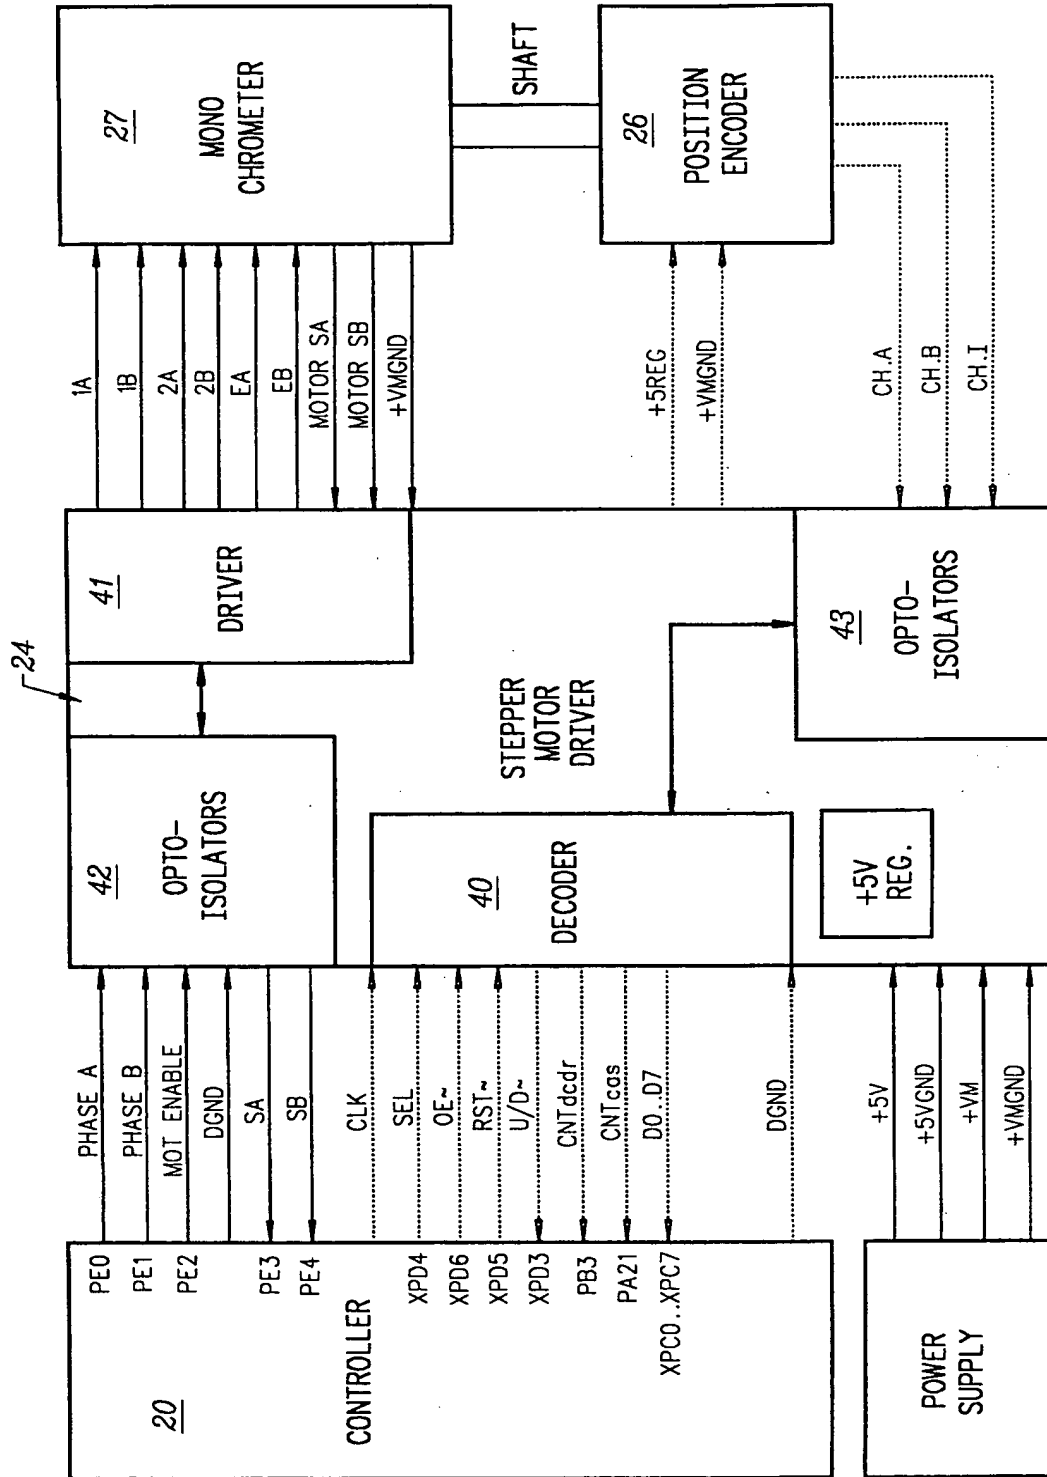 20
CONTROLLER
PE0
PE1
PE2
PE3
PE4
XPD4
XPD6
XPD5
XPD3
PB3
PA21
XPC0..XPC7
POWER
SUPPLY
PHASE A
PHASE B
MOT ENABLE
DGND
SA
SB
CLK
SEL
OE~
RST~
U/D~
CNTdcdr
CNTcas
D0..D7
DGND
+5V
+5VGND
+VM
+VMGND
24
42
OPTO-
ISOLATORS
40
DECODER
+5V
REG.
STEPPER
MOTOR
DRIVER
41
DRIVER
43
OPTO-
ISOLATORS
1A
1B
2A
2B
EA
EB
MOTOR SA
MOTOR SB
+VMGND
+5REG
+VMGND
CH.A
CH.B
CH.I
27
MONO
CHROMETER
SHAFT
26
POSITION
ENCODER